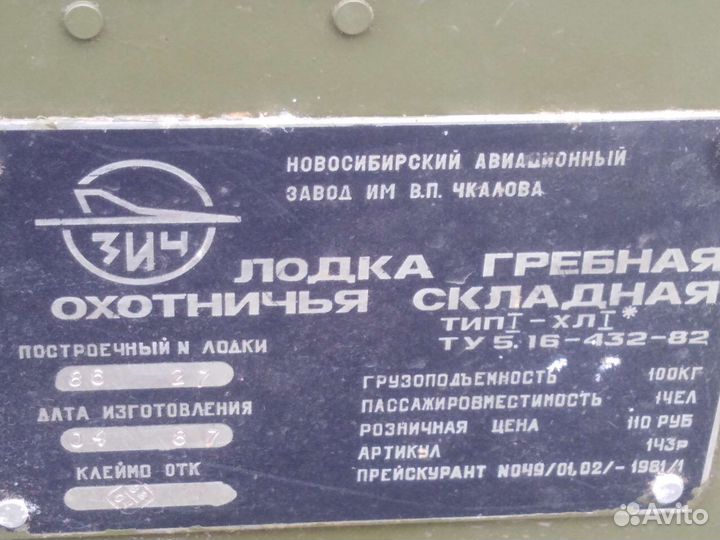 НОВОСИБИРСКИЙ АВИАЦИОННЫЙ
ЗАВОД ИМ В.П. ЧКАЛОВА
ЗИЧ
ЛОДКА ГРЕБНАЯ
ОХОТНИЧЬЯ СКЛАДНАЯ
ТИП I-ХЛ I*
ТУ 5.16-432-82
ПОСТРОЕЧНЫЙ N ЛОДКИ
86 27
ДАТА ИЗГОТОВЛЕНИЯ
04 87
КЛЕЙМО ОТК
ГРУЗОПОДЪЕМНОСТЬ 100КГ
ПАССАЖИРОВМЕСТИМОСТЬ 1ЧЕЛ
РОЗНИЧНАЯ ЦЕНА 110 РУБ
АРТИКУЛ 143р
ПРЕЙСКУРАНТ N049/01,02/-1981/1
Avito